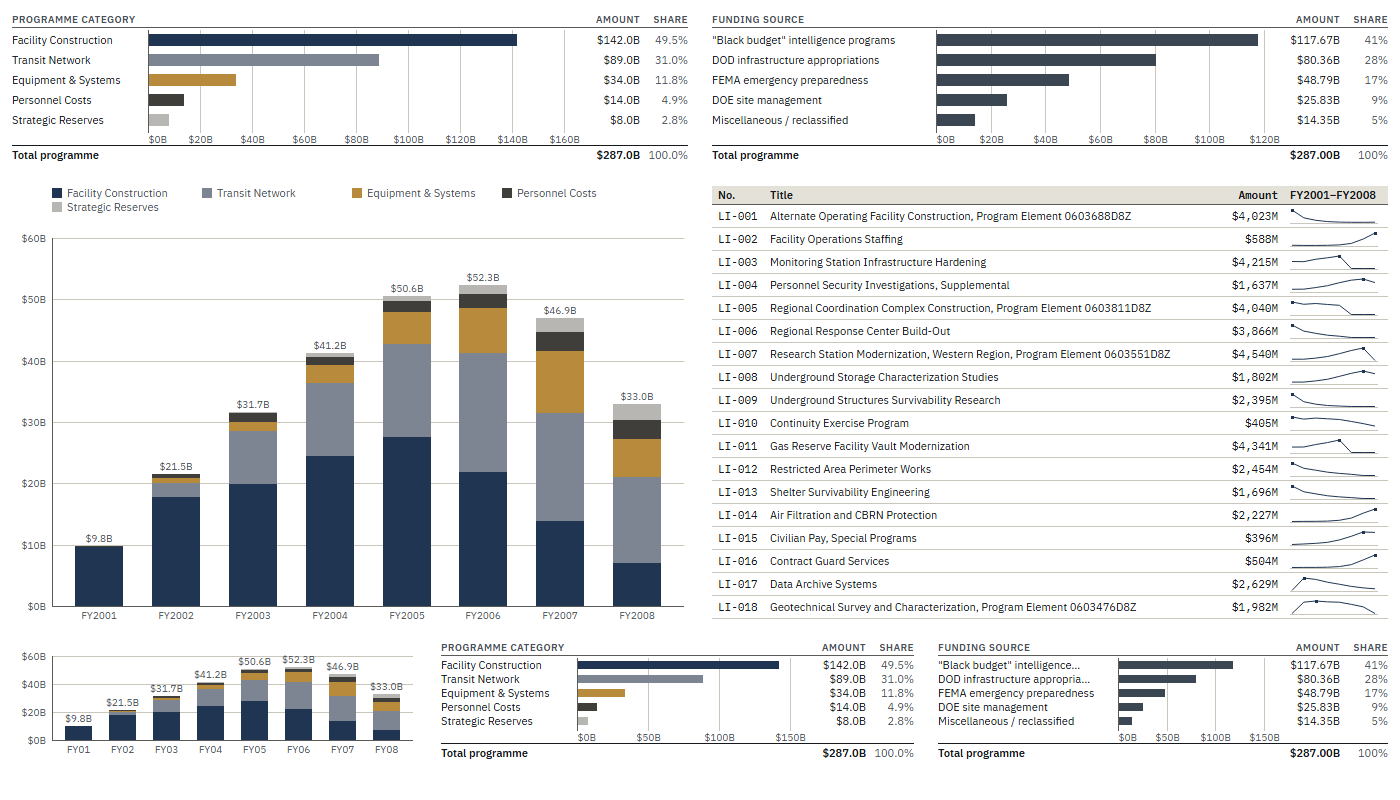 PROGRAMME CATEGORY AMOUNT SHARE
Facility Construction $142.0B 49.5%
Transit Network $89.0B 31.0%
Equipment & Systems $34.0B 11.8%
Personnel Costs $14.0B 4.9%
Strategic Reserves $8.0B 2.8%
$0B $20B $40B $60B $80B $100B $120B $140B $160B
Total programme $287.0B 100.0%
FUNDING SOURCE AMOUNT SHARE
"Black budget" intelligence programs $117.67B 41%
DOD infrastructure appropriations $80.36B 28%
FEMA emergency preparedness $48.79B 17%
DOE site management $25.83B 9%
Miscellaneous / reclassified $14.35B 5%
$0B $20B $40B $60B $80B $100B $120B
Total programme $287.00B 100%
Facility Construction Transit Network Equipment & Systems Personnel Costs
Strategic Reserves
$60B
$52.3B
$50.6B
$50B
$46.9B
$41.2B
$40B
$33.0B
$31.7B
$30B
$21.5B
$20B
$10B
$9.8B
$0B
FY2001 FY2002 FY2003 FY2004 FY2005 FY2006 FY2007 FY2008
No. Title Amount FY2001–FY2008
LI-001 Alternate Operating Facility Construction, Program Element 0603688D8Z $4,023M
LI-002 Facility Operations Staffing $588M
LI-003 Monitoring Station Infrastructure Hardening $4,215M
LI-004 Personnel Security Investigations, Supplemental $1,637M
LI-005 Regional Coordination Complex Construction, Program Element 0603811D8Z $4,040M
LI-006 Regional Response Center Build-Out $3,866M
LI-007 Research Station Modernization, Western Region, Program Element 0603551D8Z $4,540M
LI-008 Underground Storage Characterization Studies $1,802M
LI-009 Underground Structures Survivability Research $2,395M
LI-010 Continuity Exercise Program $405M
LI-011 Gas Reserve Facility Vault Modernization $4,341M
LI-012 Restricted Area Perimeter Works $2,454M
LI-013 Shelter Survivability Engineering $1,696M
LI-014 Air Filtration and CBRN Protection $2,227M
LI-015 Civilian Pay, Special Programs $396M
LI-016 Contract Guard Services $504M
LI-017 Data Archive Systems $2,629M
LI-018 Geotechnical Survey and Characterization, Program Element 0603476D8Z $1,982M
$60B
$50.6B $52.3B
$46.9B
$41.2B
$40B
$31.7B $33.0B
$21.5B
$20B
$9.8B
$0B
FY01 FY02 FY03 FY04 FY05 FY06 FY07 FY08
PROGRAMME CATEGORY AMOUNT SHARE
Facility Construction $142.0B 49.5%
Transit Network $89.0B 31.0%
Equipment & Systems $34.0B 11.8%
Personnel Costs $14.0B 4.9%
Strategic Reserves $8.0B 2.8%
$0B $50B $100B $150B
Total programme $287.0B 100.0%
FUNDING SOURCE AMOUNT SHARE
"Black budget" intelligence... $117.67B 41%
DOD infrastructure appropria... $80.36B 28%
FEMA emergency preparedness $48.79B 17%
DOE site management $25.83B 9%
Miscellaneous / reclassified $14.35B 5%
$0B $50B $100B $150B
Total programme $287.00B 100%